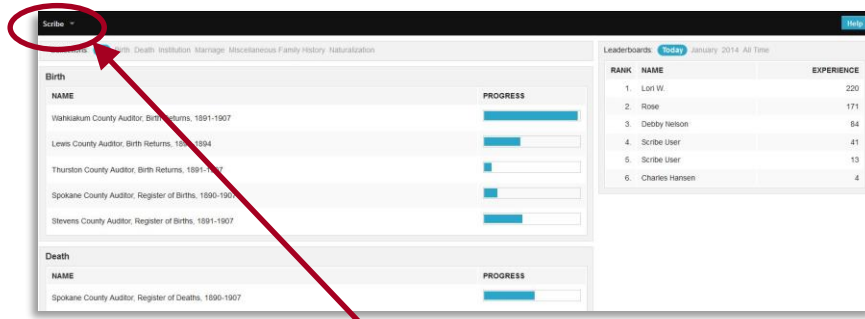 Scribe
Help
Birth Death Institution Marriage Miscellaneous Family History Naturalization
Birth
NAME PROGRESS
Wahkiakum County Auditor, Birth Returns, 1891-1907
Lewis County Auditor, Birth Returns, 1894
Thurston County Auditor, Birth Returns, 1891-
Spokane County Auditor, Register of Births, 1890-1907
Stevens County Auditor, Register of Births, 1891-1907
Death
NAME PROGRESS
Spokane County Auditor, Register of Deaths, 1890-1907
Leaderboards: Today January 2014 All Time
RANK NAME EXPERIENCE
1. Lori W. 220
2. Rose 171
3. Debby Nelson 84
4. Scribe User 41
5. Scribe User 13
6. Charles Hansen 4